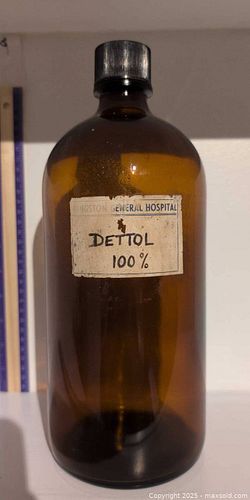 GENERAL HOSPITAL
DETTOL
100%
Copyright 2025 - maxsold.com